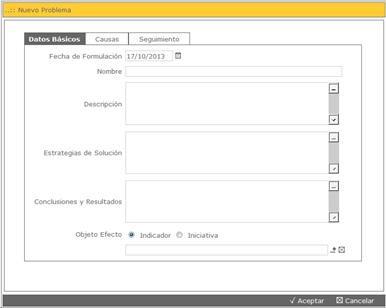 ..:: Nuevo Problema
Datos Básicos Causas Seguimiento
Fecha de Formulación 17/10/2013
Nombre
Descripción
Estrategias de Solución
Conclusiones y Resultados
Objeto Efecto Indicador Iniciativa
√ Aceptar Cancelar